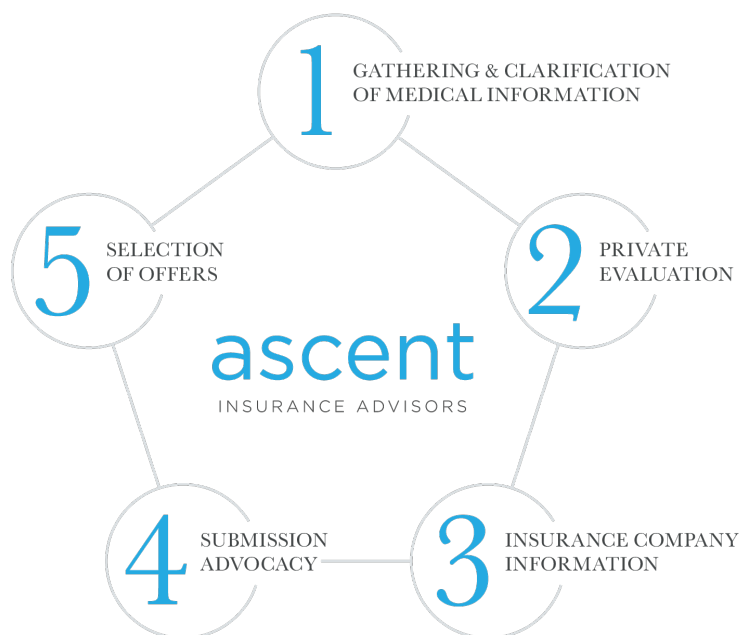 1
GATHERING & CLARIFICATION
OF MEDICAL INFORMATION
2
PRIVATE
EVALUATION
3
INSURANCE COMPANY
INFORMATION
4
SUBMISSION
ADVOCACY
5
SELECTION
OF OFFERS
ascent
INSURANCE ADVISORS